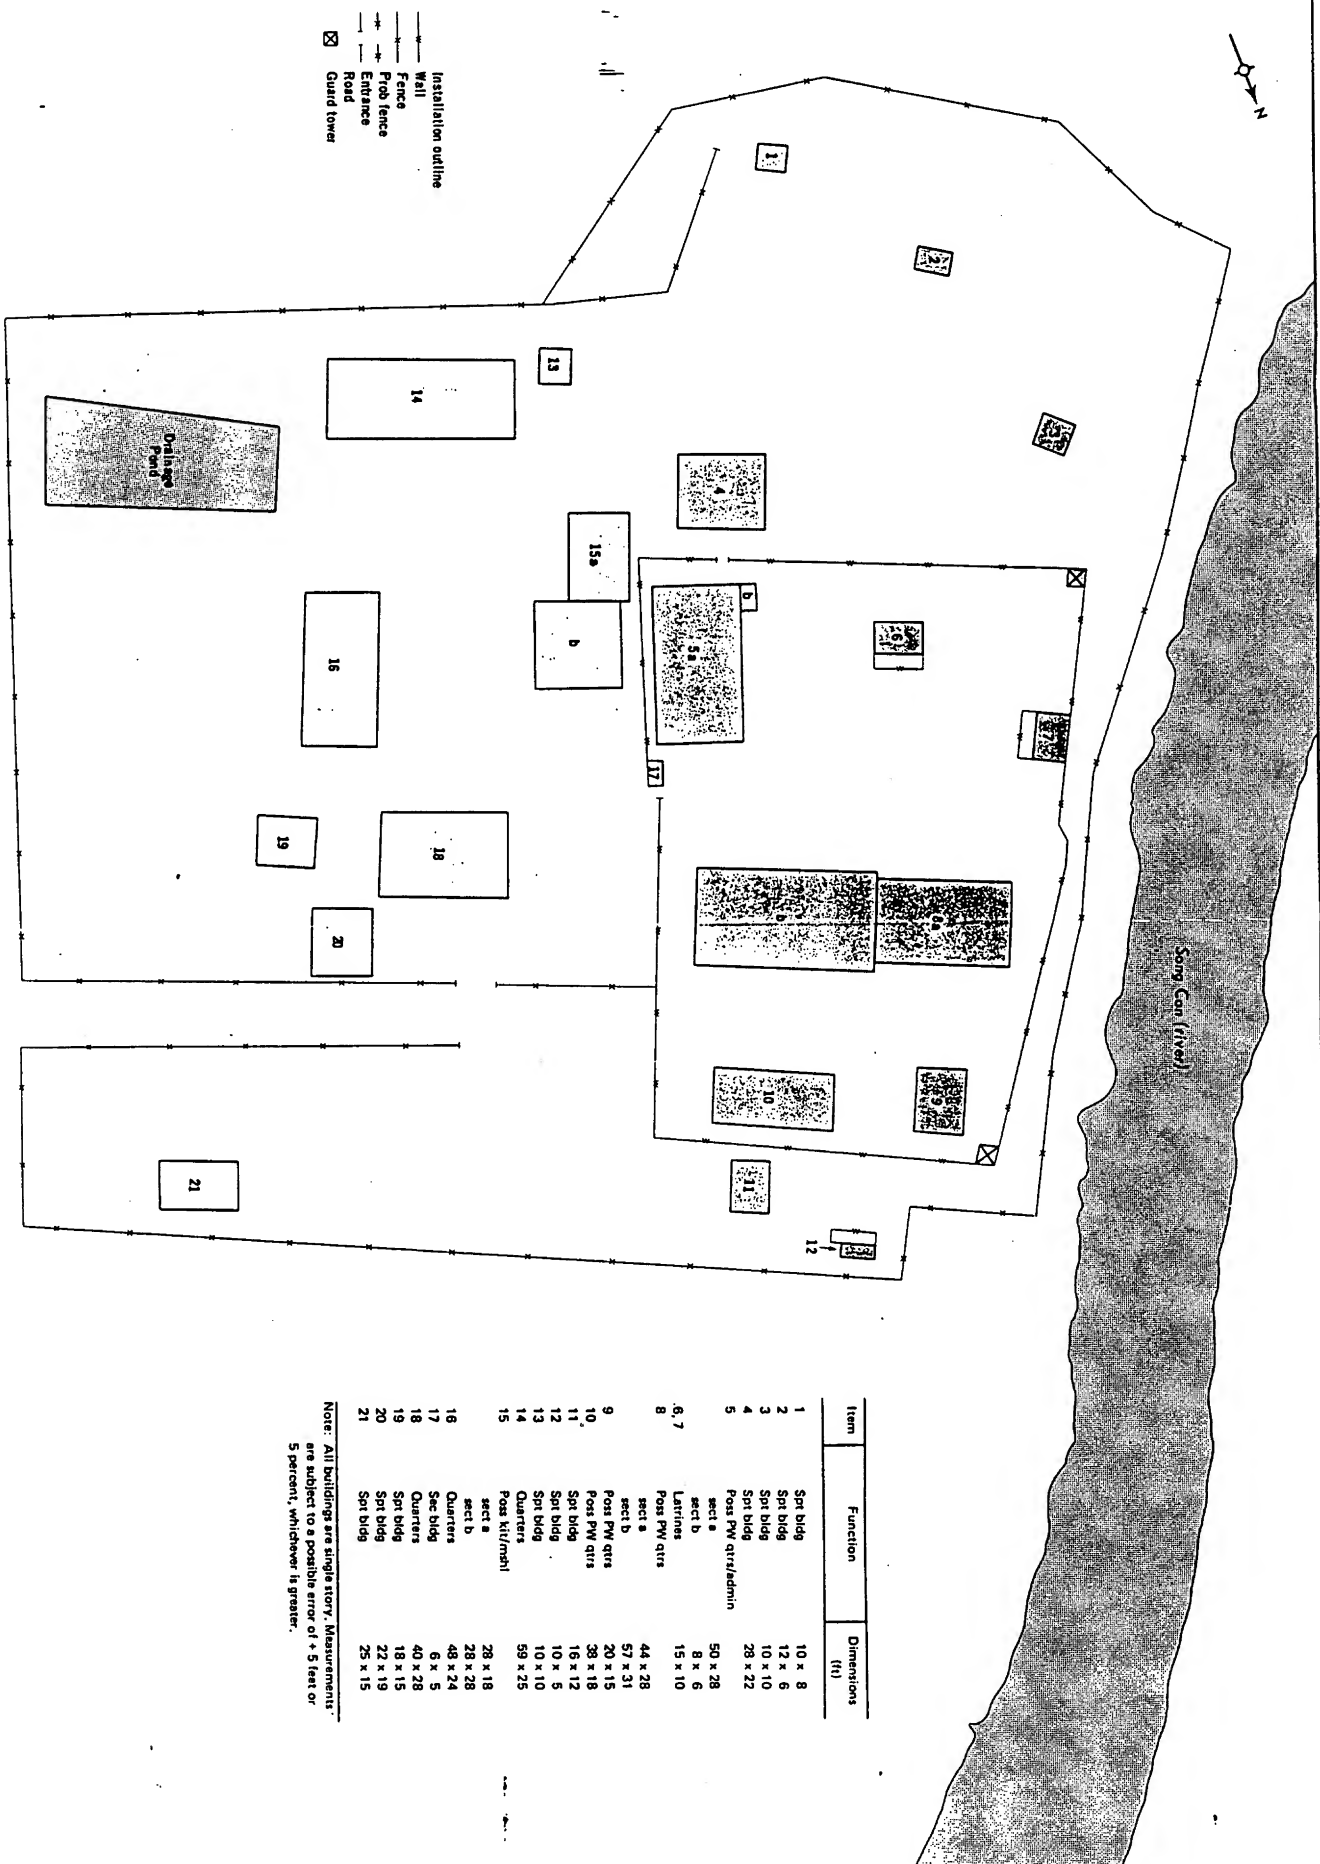 N
Song Con (river)
3
7
9
2
6
8a
12
1
4
b
5a
b
10
11
13
15a
b
17
14
16
18
19
20
21
Drainage
Pond
Item Function Dimensions
(ft)
1 Spt bldg 10 x 8
2 Spt bldg 12 x 6
3 Spt bldg 10 x 10
4 Spt bldg 28 x 22
5 Poss PW qtrs/admin
sect a 50 x 28
sect b 8 x 6
6, 7 Latrines 15 x 10
8 Poss PW qtrs
sect a 44 x 28
sect b 57 x 31
9 Poss PW qtrs 20 x 15
10 Poss PW qtrs 38 x 18
11 Spt bldg 16 x 12
12 Spt bldg 10 x 5
13 Spt bldg 10 x 10
14 Quarters 59 x 25
15 Poss kit/mshl
sect a 28 x 18
sect b 28 x 28
16 Quarters 48 x 24
17 Sec bldg 6 x 5
18 Quarters 40 x 28
19 Spt bldg 18 x 15
20 Spt bldg 22 x 19
21 Spt bldg 25 x 15
Note: All buildings are single story. Measurements
are subject to a possible error of + 5 feet or
5 percent, whichever is greater.
Installation outline
Wall
Fence
Prob fence
Entrance
Road
Guard tower